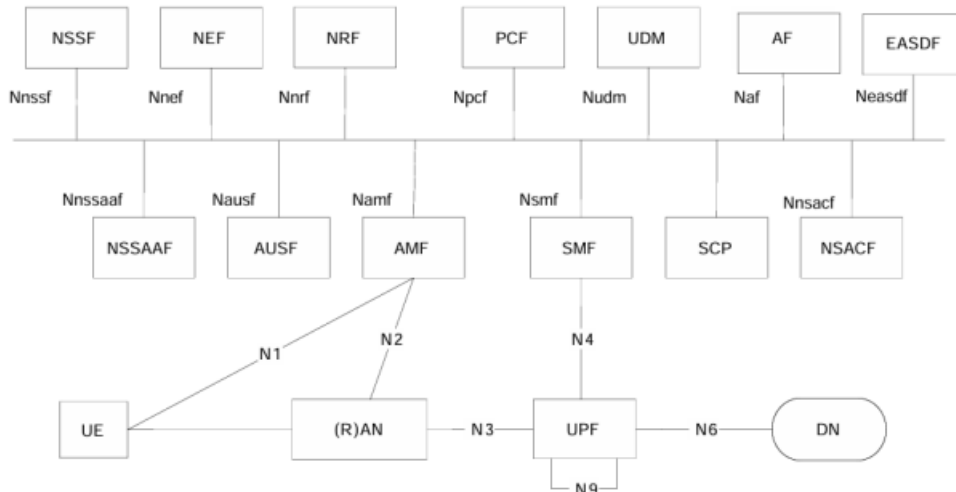 NSSF NEF NRF PCF UDM AF EASDF
Nnssf Nnef Nnrf Npcf Nudm Naf Neasdf
Nnssaaf Nausf Namf Nsmf Nnsacf
NSSAAF AUSF AMF SMF SCP NSACF
N1 N2 N4
UE (R)AN N3 UPF N6 DN
N9